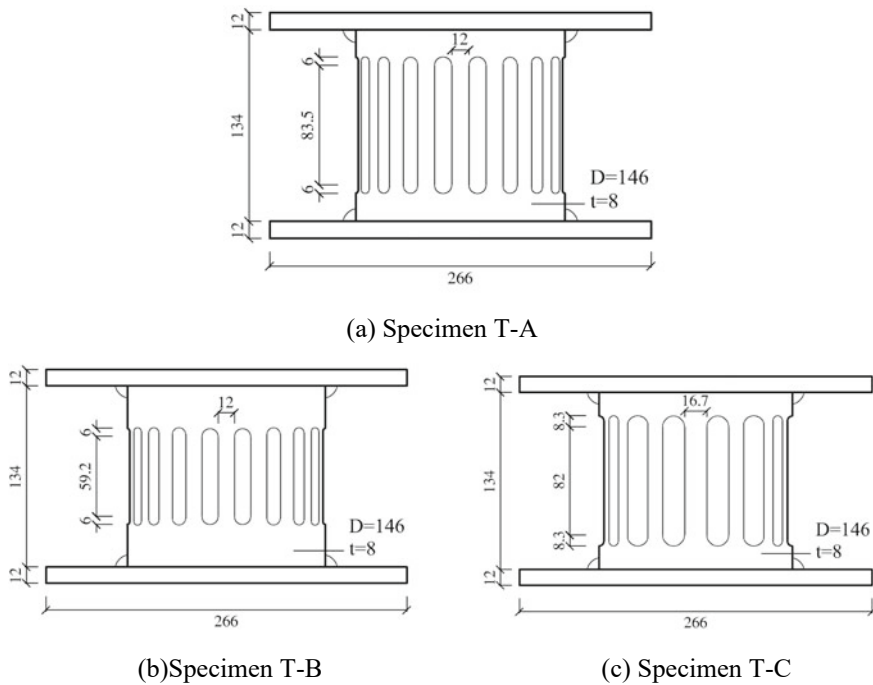 12
134
12
6
83.5
6
12
D=146
t=8
266
(a) Specimen T-A
12
134
12
6
59.2
6
12
D=146
t=8
266
(b)Specimen T-B
12
134
12
8.3
82
8.3
16.7
D=146
t=8
266
(c) Specimen T-C